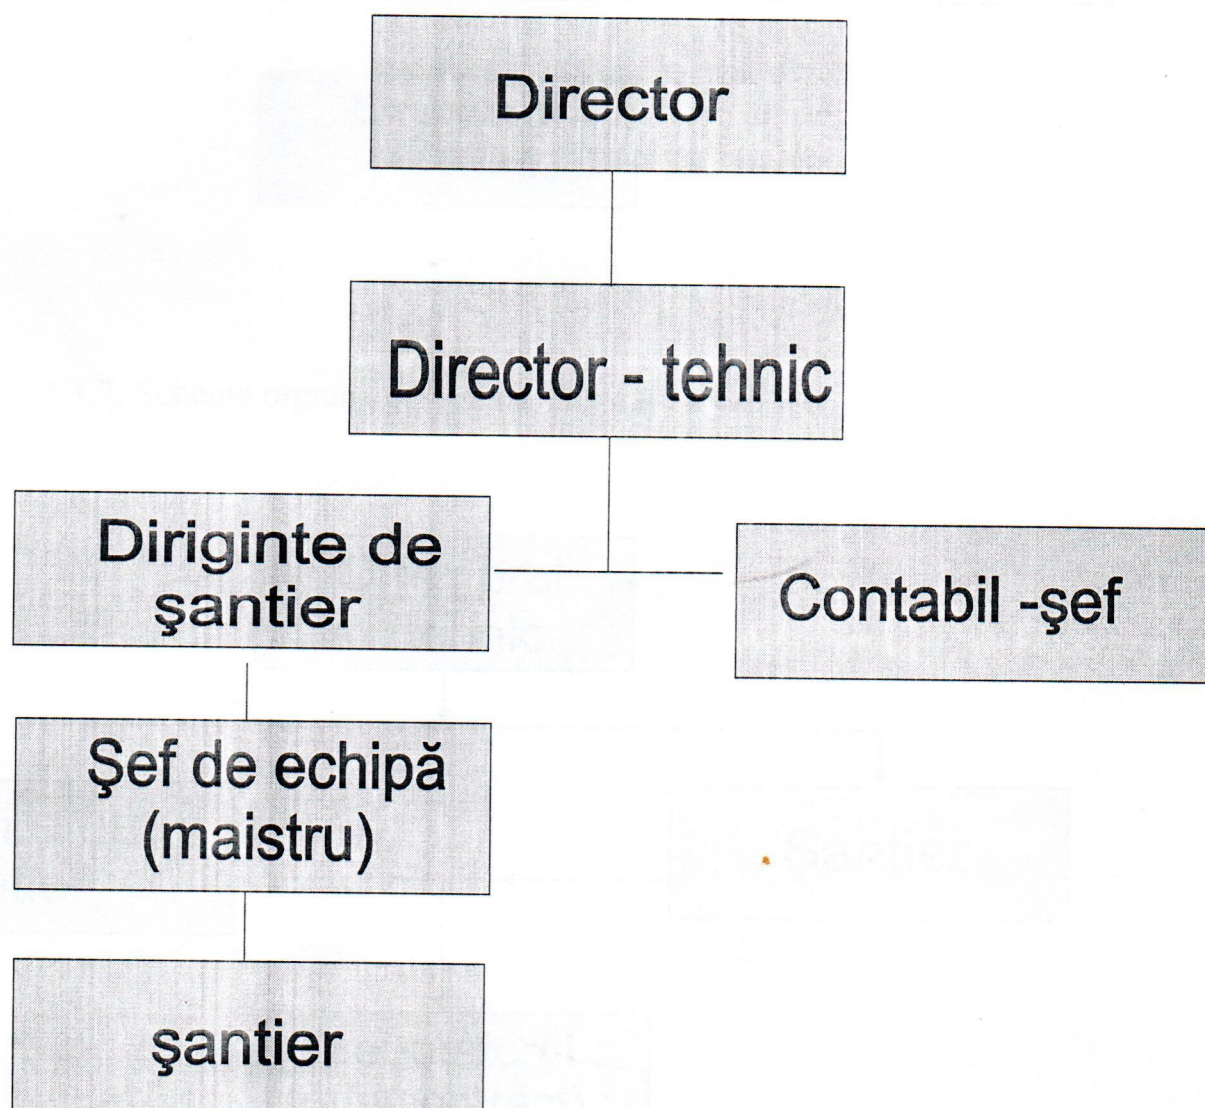 Director
Director - tehnic
Diriginte de
şantier
Contabil -şef
Şef de echipă
(maistru)
şantier